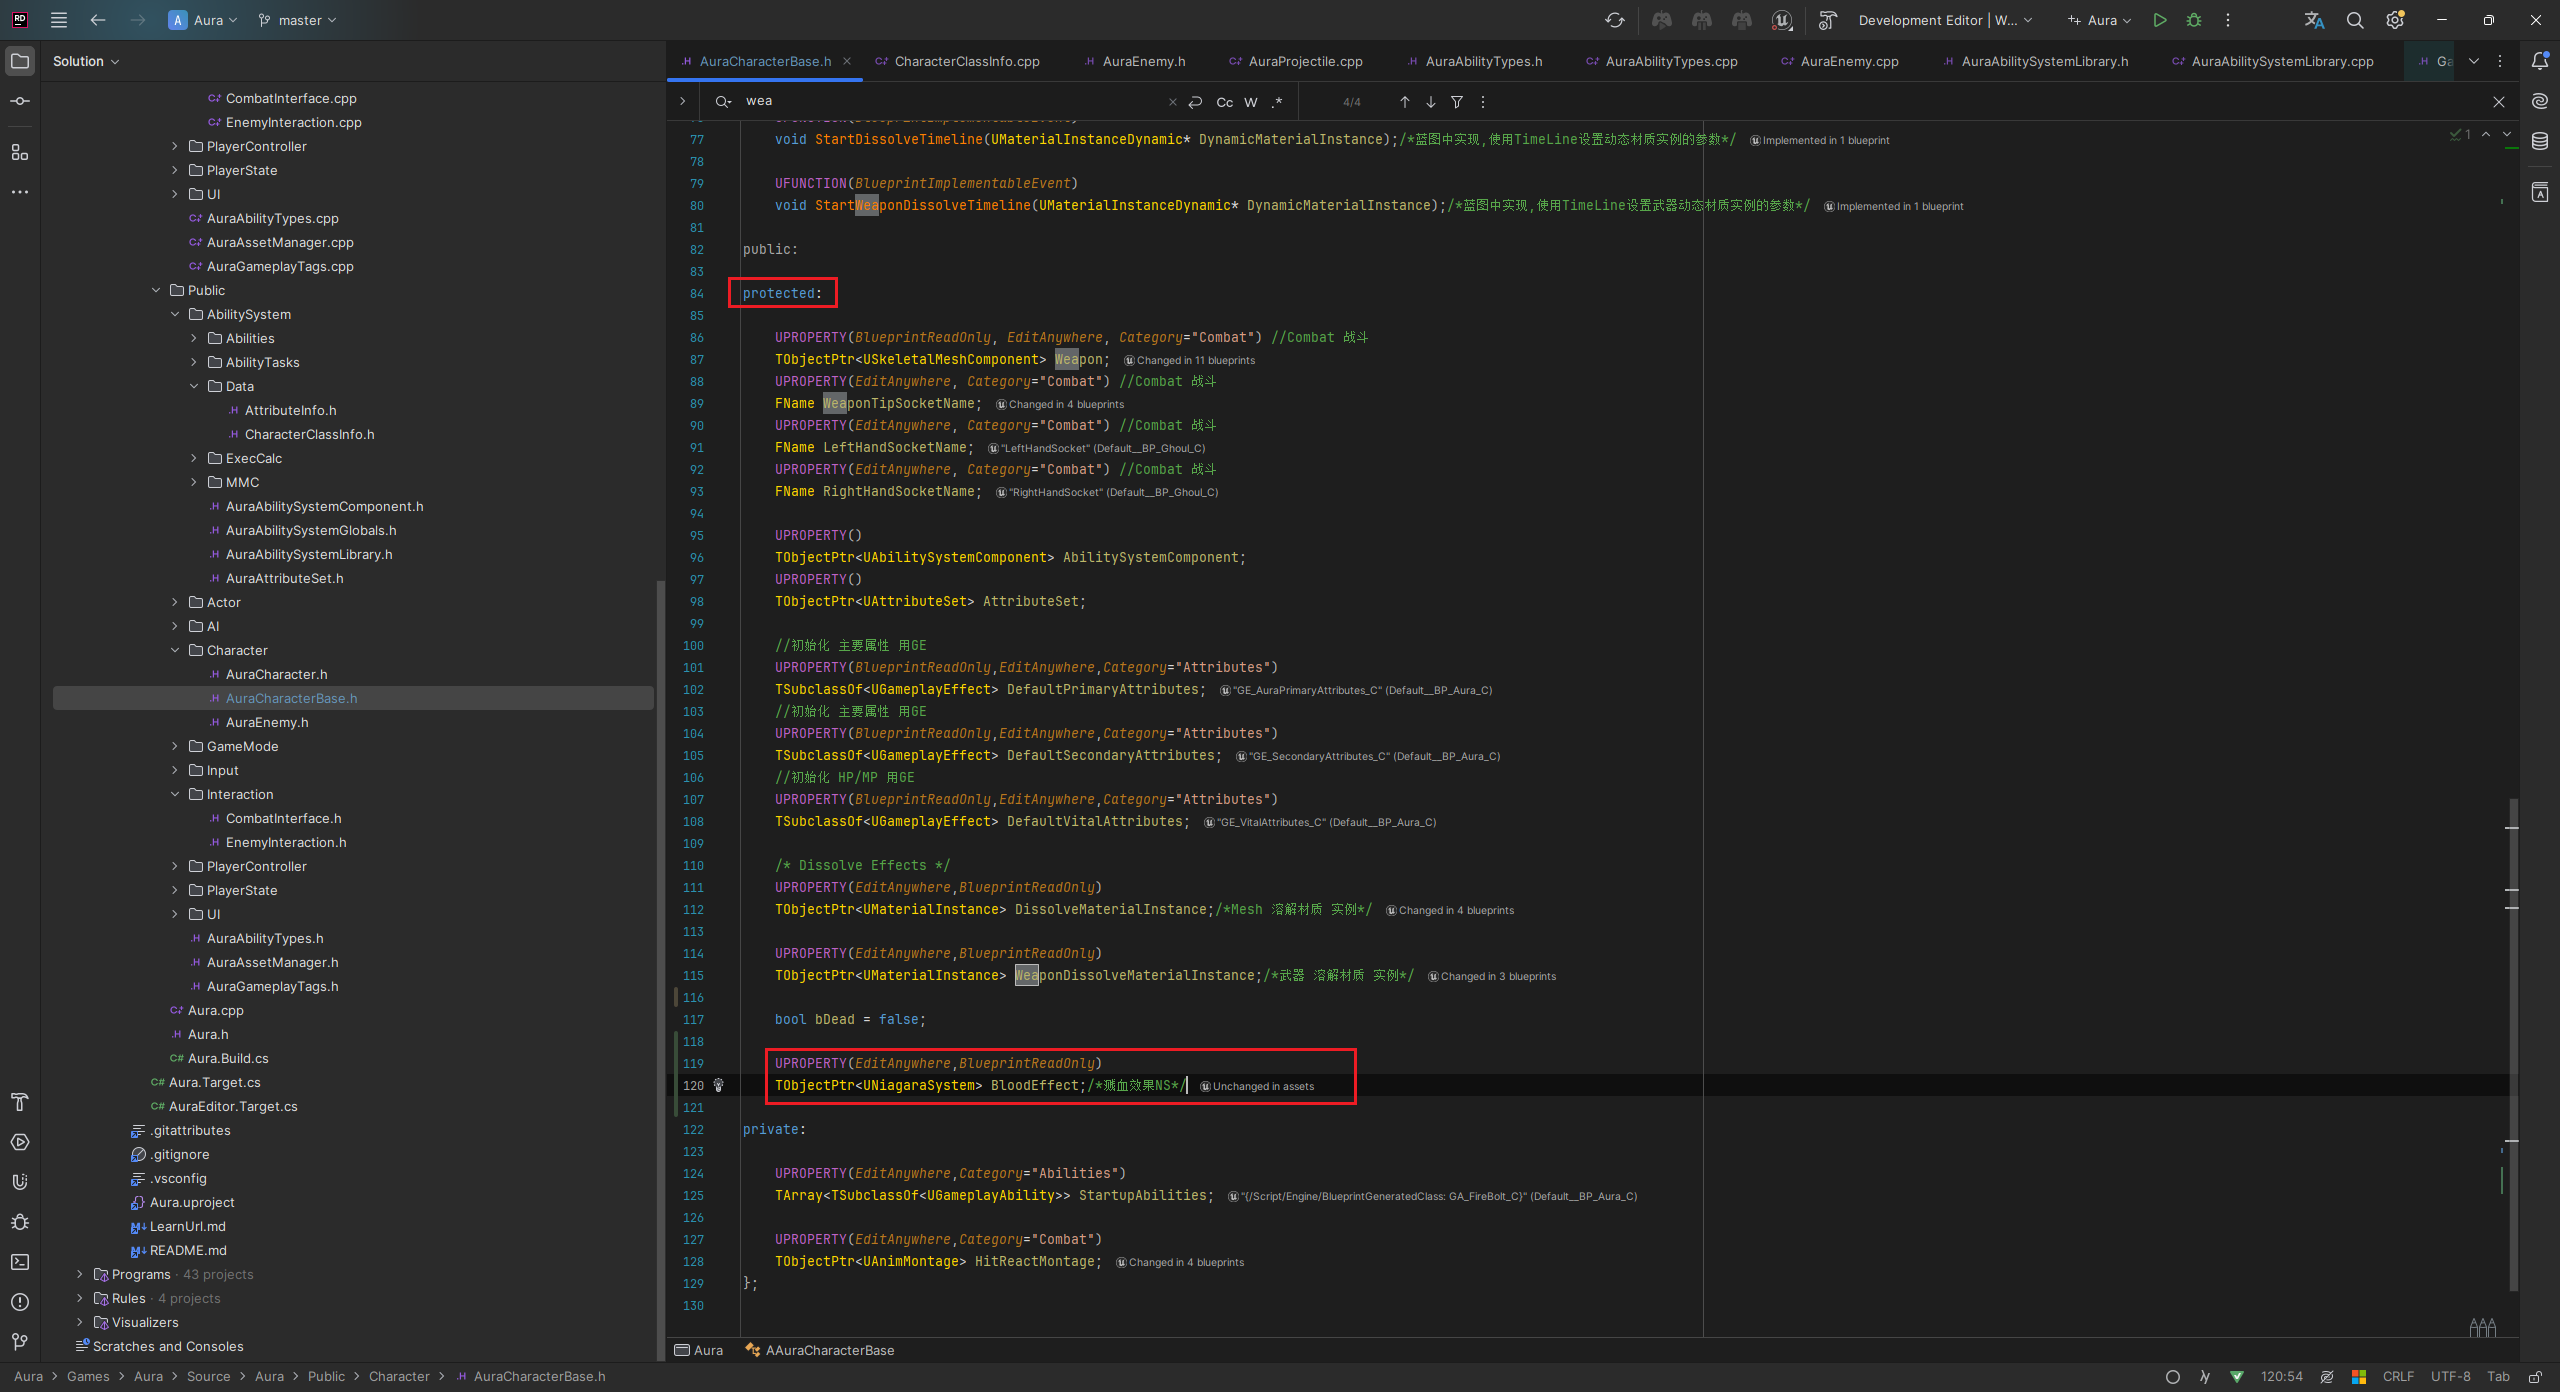 Aura
master
Development Editor | W...
Aura
Solution
CombatInterface.cpp
EnemyInteraction.cpp
PlayerController
PlayerState
UI
AuraAbilityTypes.cpp
AuraAssetManager.cpp
AuraGameplayTags.cpp
Public
AbilitySystem
Abilities
AbilityTasks
Data
AttributeInfo.h
CharacterClassInfo.h
ExecCalc
MMC
AuraAbilitySystemComponent.h
AuraAbilitySystemGlobals.h
AuraAbilitySystemLibrary.h
AuraAttributeSet.h
Actor
AI
Character
AuraCharacter.h
AuraCharacterBase.h
AuraEnemy.h
GameMode
Input
Interaction
CombatInterface.h
EnemyInteraction.h
PlayerController
PlayerState
UI
AuraAbilityTypes.h
AuraAssetManager.h
AuraGameplayTags.h
Aura.cpp
Aura.h
Aura.Build.cs
Aura.Target.cs
AuraEditor.Target.cs
.gitattributes
.gitignore
.vsconfig
Aura.uproject
LearnUrl.md
README.md
Programs · 43 projects
Rules · 4 projects
Visualizers
Scratches and Consoles
AuraCharacterBase.h CharacterClassInfo.cpp AuraEnemy.h AuraProjectile.cpp AuraAbilityTypes.h AuraAbilityTypes.cpp AuraEnemy.cpp AuraAbilitySystemLibrary.h AuraAbilitySystemLibrary.cpp Ga
wea Cc W .* 4/4
77 void StartDissolveTimeline(UMaterialInstanceDynamic* DynamicMaterialInstance);/*蓝图中实现,使用TimeLine设置动态材质实例的参数*/ Implemented in 1 blueprint
78
79 UFUNCTION(BlueprintImplementableEvent)
80 void StartWeaponDissolveTimeline(UMaterialInstanceDynamic* DynamicMaterialInstance);/*蓝图中实现,使用TimeLine设置武器动态材质实例的参数*/ Implemented in 1 blueprint
81
82 public:
83
84 protected:
85
86 UPROPERTY(BlueprintReadOnly, EditAnywhere, Category="Combat") //Combat 战斗
87 TObjectPtr<USkeletalMeshComponent> Weapon; Changed in 11 blueprints
88 UPROPERTY(EditAnywhere, Category="Combat") //Combat 战斗
89 FName WeaponTipSocketName; Changed in 4 blueprints
90 UPROPERTY(EditAnywhere, Category="Combat") //Combat 战斗
91 FName LeftHandSocketName; "LeftHandSocket" (Default__BP_Ghoul_C)
92 UPROPERTY(EditAnywhere, Category="Combat") //Combat 战斗
93 FName RightHandSocketName; "RightHandSocket" (Default__BP_Ghoul_C)
94
95 UPROPERTY()
96 TObjectPtr<UAbilitySystemComponent> AbilitySystemComponent;
97 UPROPERTY()
98 TObjectPtr<UAttributeSet> AttributeSet;
99
100 //初始化 主要属性 用GE
101 UPROPERTY(BlueprintReadOnly,EditAnywhere,Category="Attributes")
102 TSubclassOf<UGameplayEffect> DefaultPrimaryAttributes; "GE_AuraPrimaryAttributes_C" (Default__BP_Aura_C)
103 //初始化 主要属性 用GE
104 UPROPERTY(BlueprintReadOnly,EditAnywhere,Category="Attributes")
105 TSubclassOf<UGameplayEffect> DefaultSecondaryAttributes; "GE_SecondaryAttributes_C" (Default__BP_Aura_C)
106 //初始化 HP/MP 用GE
107 UPROPERTY(BlueprintReadOnly,EditAnywhere,Category="Attributes")
108 TSubclassOf<UGameplayEffect> DefaultVitalAttributes; "GE_VitalAttributes_C" (Default__BP_Aura_C)
109
110 /* Dissolve Effects */
111 UPROPERTY(EditAnywhere,BlueprintReadOnly)
112 TObjectPtr<UMaterialInstance> DissolveMaterialInstance;/*Mesh 溶解材质 实例*/ Changed in 4 blueprints
113
114 UPROPERTY(EditAnywhere,BlueprintReadOnly)
115 TObjectPtr<UMaterialInstance> WeaponDissolveMaterialInstance;/*武器 溶解材质 实例*/ Changed in 3 blueprints
116
117 bool bDead = false;
118
119 UPROPERTY(EditAnywhere,BlueprintReadOnly)
120 TObjectPtr<UNiagaraSystem> BloodEffect;/*溅血效果NS*/ Unchanged in assets
121
122 private:
123
124 UPROPERTY(EditAnywhere,Category="Abilities")
125 TArray<TSubclassOf<UGameplayAbility>> StartupAbilities; "{/Script/Engine/BlueprintGeneratedClass: GA_FireBolt_C}" (Default__BP_Aura_C)
126
127 UPROPERTY(EditAnywhere,Category="Combat")
128 TObjectPtr<UAnimMontage> HitReactMontage; Changed in 4 blueprints
129 };
130
1
Aura AAuraCharacterBase
Aura > Games > Aura > Source > Aura > Public > Character > AuraCharacterBase.h
120:54 CRLF UTF-8 Tab